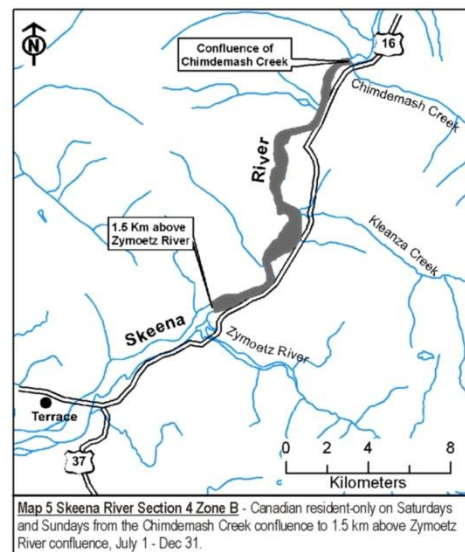 N
16
Confluence of
Chimdemash Creek
Chimdemash Creek
River
Kleanza Creek
1.5 Km above
Zymoetz River
Skeena
Zymoetz River
Terrace
37
0 2 4 8
Kilometers
Map 5 Skeena River Section 4 Zone B - Canadian resident-only on Saturdays
and Sundays from the Chimdemash Creek confluence to 1.5 km above Zymoetz
River confluence, July 1 - Dec 31.